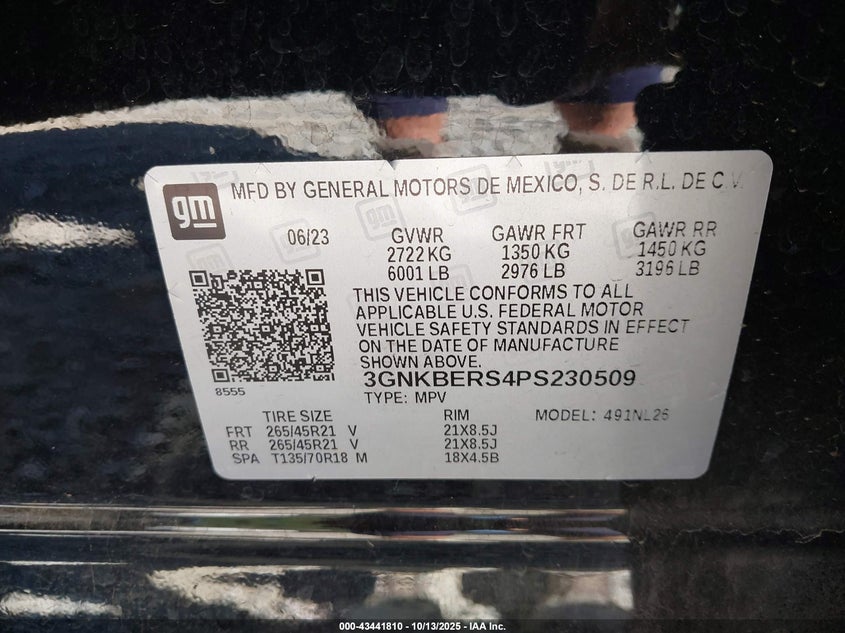 gm
MFD BY GENERAL MOTORS DE MEXICO, S. DE R.L. DE C.V.
06/23
GVWR
2722 KG
6001 LB
GAWR FRT
1350 KG
2976 LB
GAWR RR
1450 KG
3196 LB
THIS VEHICLE CONFORMS TO ALL
APPLICABLE U.S. FEDERAL MOTOR
VEHICLE SAFETY STANDARDS IN EFFECT
ON THE DATE OF MANUFACTURE
SHOWN ABOVE.
8555
3GNKBERS4PS230509
TYPE: MPV
TIRE SIZE RIM MODEL: 491NL26
FRT 265/45R21 V 21X8.5J
RR 265/45R21 V 21X8.5J
SPA T135/70R18 M 18X4.5B
000-43441810 - 10/13/2025 - IAA Inc.